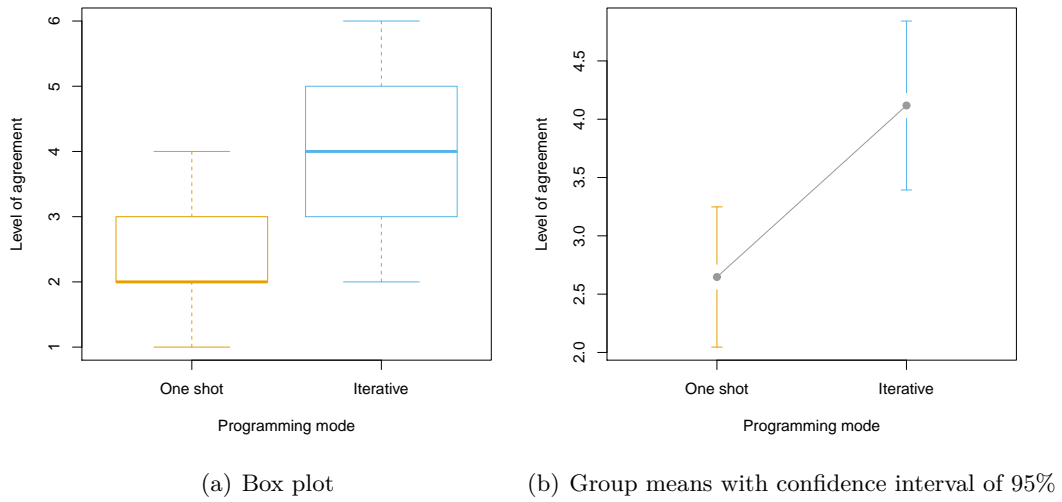 6
5
4
3
2
1
Level of agreement
One shot
Iterative
Programming mode
(a) Box plot
4.5
4.0
3.5
3.0
2.5
2.0
Level of agreement
One shot
Iterative
Programming mode
(b) Group means with confidence interval of 95%